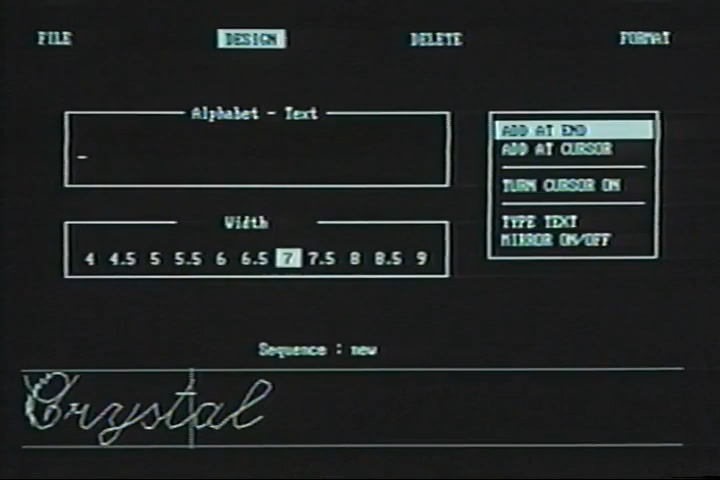 FILE DESIGN DELETE FORMAT
Alphabet - Text
ADD AT END
ADD AT CURSOR
TURN CURSOR ON
TYPE TEXT
MIRROR ON/OFF
Width
4 4.5 5 5.5 6 6.5 7 7.5 8 8.5 9
Sequence : new
Crystal